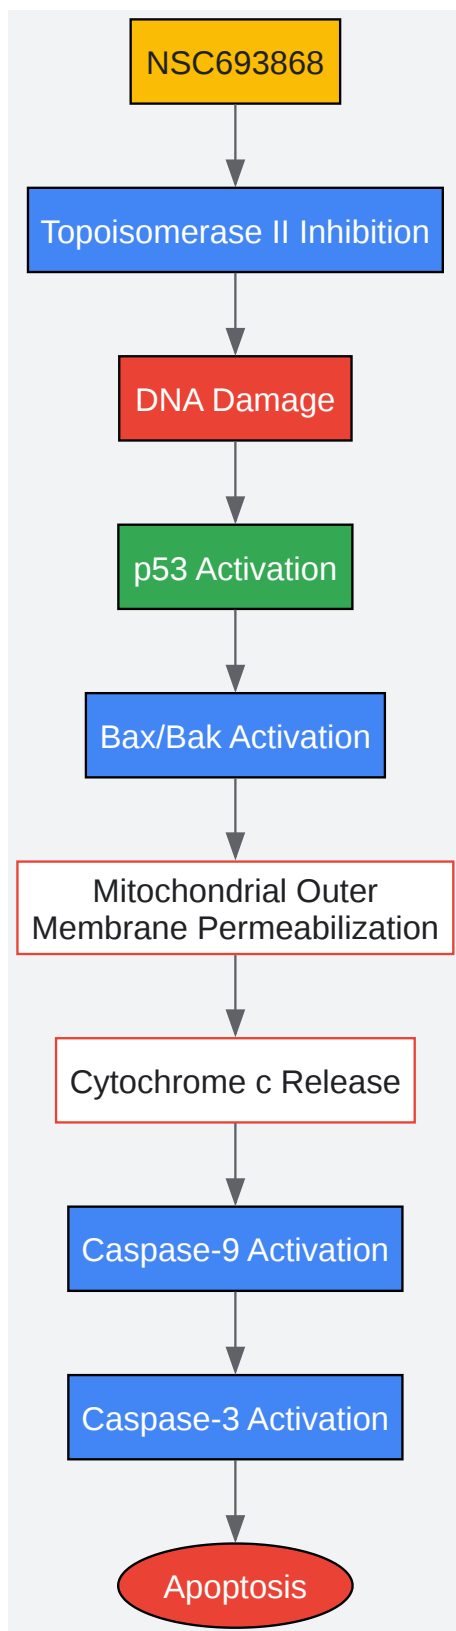 NSC693868
Topoisomerase II Inhibition
DNA Damage
p53 Activation
Bax/Bak Activation
Mitochondrial Outer
Membrane Permeabilization
Cytochrome c Release
Caspase-9 Activation
Caspase-3 Activation
Apoptosis